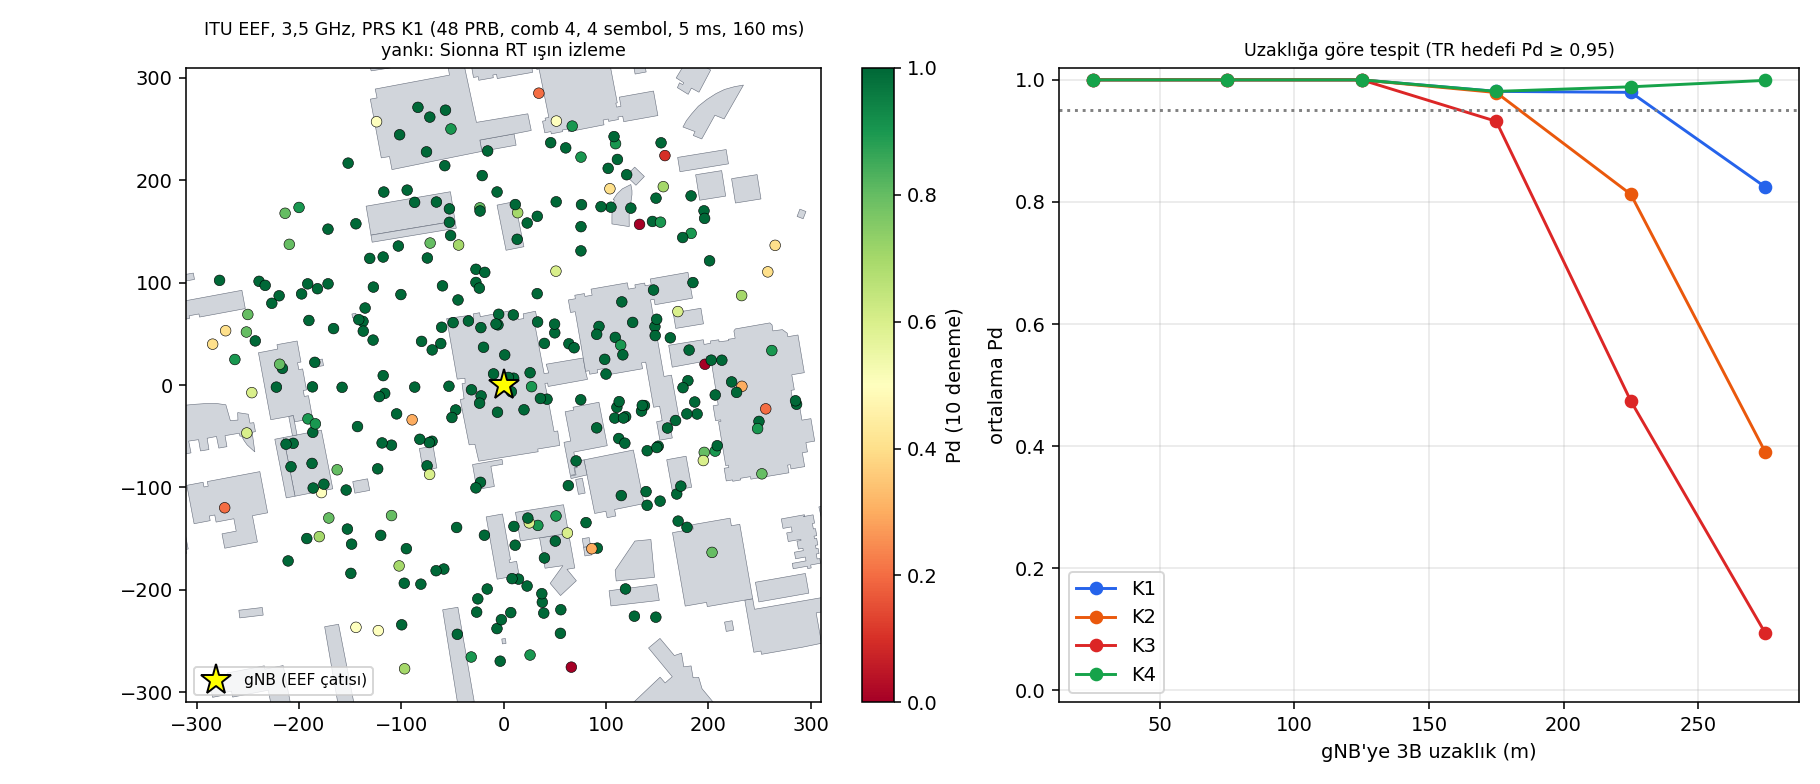 ITU EEF, 3,5 GHz, PRS K1 (48 PRB, comb 4, 4 sembol, 5 ms, 160 ms)
yankı: Sionna RT ışın izleme
300
200
100
0
−100
−200
−300
−300
−200
−100
0
100
200
300
gNB (EEF çatısı)
1.0
0.8
0.6
0.4
0.2
0.0
Pd (10 deneme)
Uzaklığa göre tespit (TR hedefi Pd ≥ 0,95)
ortalama Pd
1.0
0.8
0.6
0.4
0.2
0.0
K1
K2
K3
K4
50
100
150
200
250
gNB'ye 3B uzaklık (m)